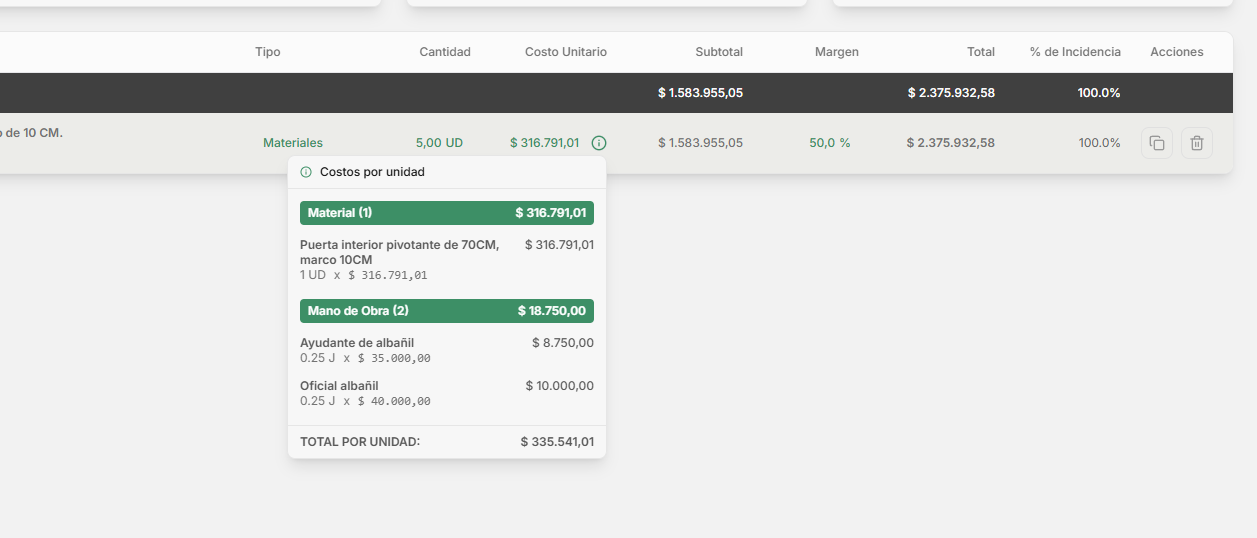 Tipo Cantidad Costo Unitario Subtotal Margen Total % de Incidencia Acciones
$ 1.583.955,05 $ 2.375.932,58 100.0%
de 10 CM.
Materiales 5,00 UD $ 316.791,01 $ 1.583.955,05 50,0 % $ 2.375.932,58 100.0%
Costos por unidad
Material (1) $ 316.791,01
Puerta interior pivotante de 70CM, $ 316.791,01
marco 10CM
1 UD x $ 316.791,01
Mano de Obra (2) $ 18.750,00
Ayudante de albañil $ 8.750,00
0.25 J x $ 35.000,00
Oficial albañil $ 10.000,00
0.25 J x $ 40.000,00
TOTAL POR UNIDAD: $ 335.541,01